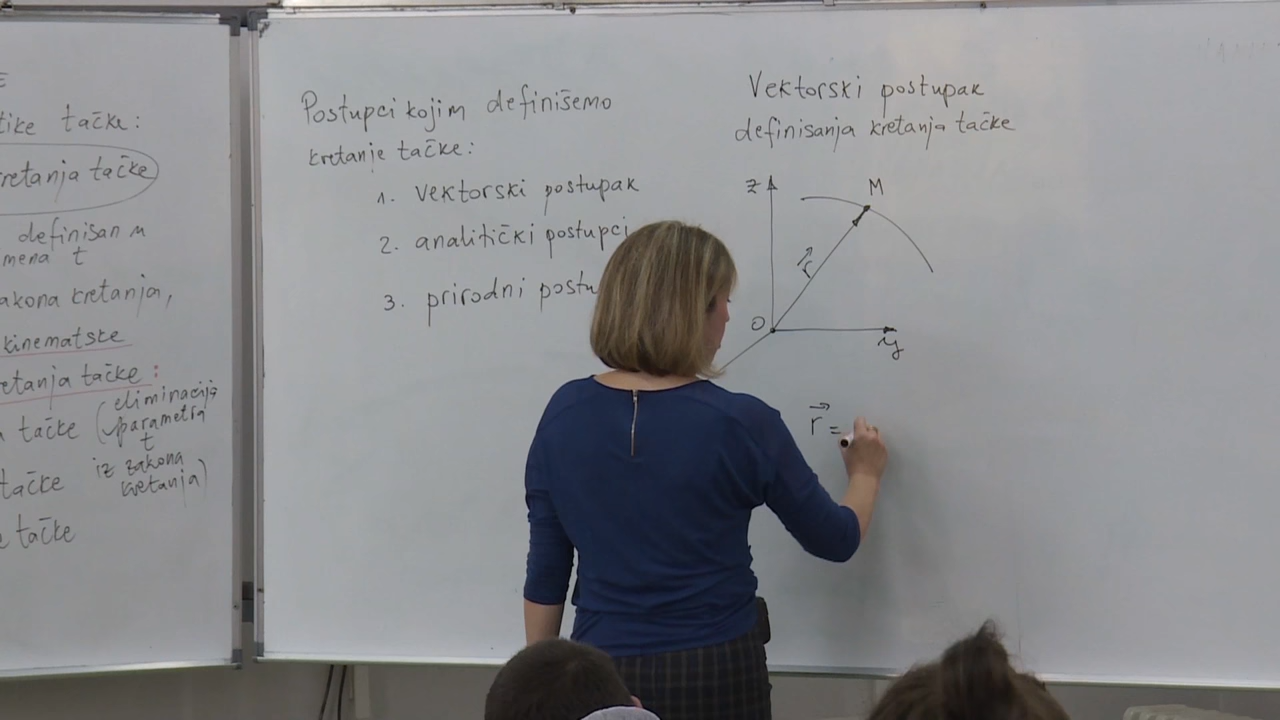 tačke:
kretanja tačke
definisan u
t
zakona kretanja,
kinematske
kretanja tačke:
tačke (eliminacija
parametra
t
tačke iz zakona
kretanja)
tačke
Postupci kojim definišemo
kretanje tačke:
1. vektorski postupak
2. analitički postupci
3. prirodni postu
Vektorski postupak
definisanja kretanja tačke
z
M
r
O
y
r =